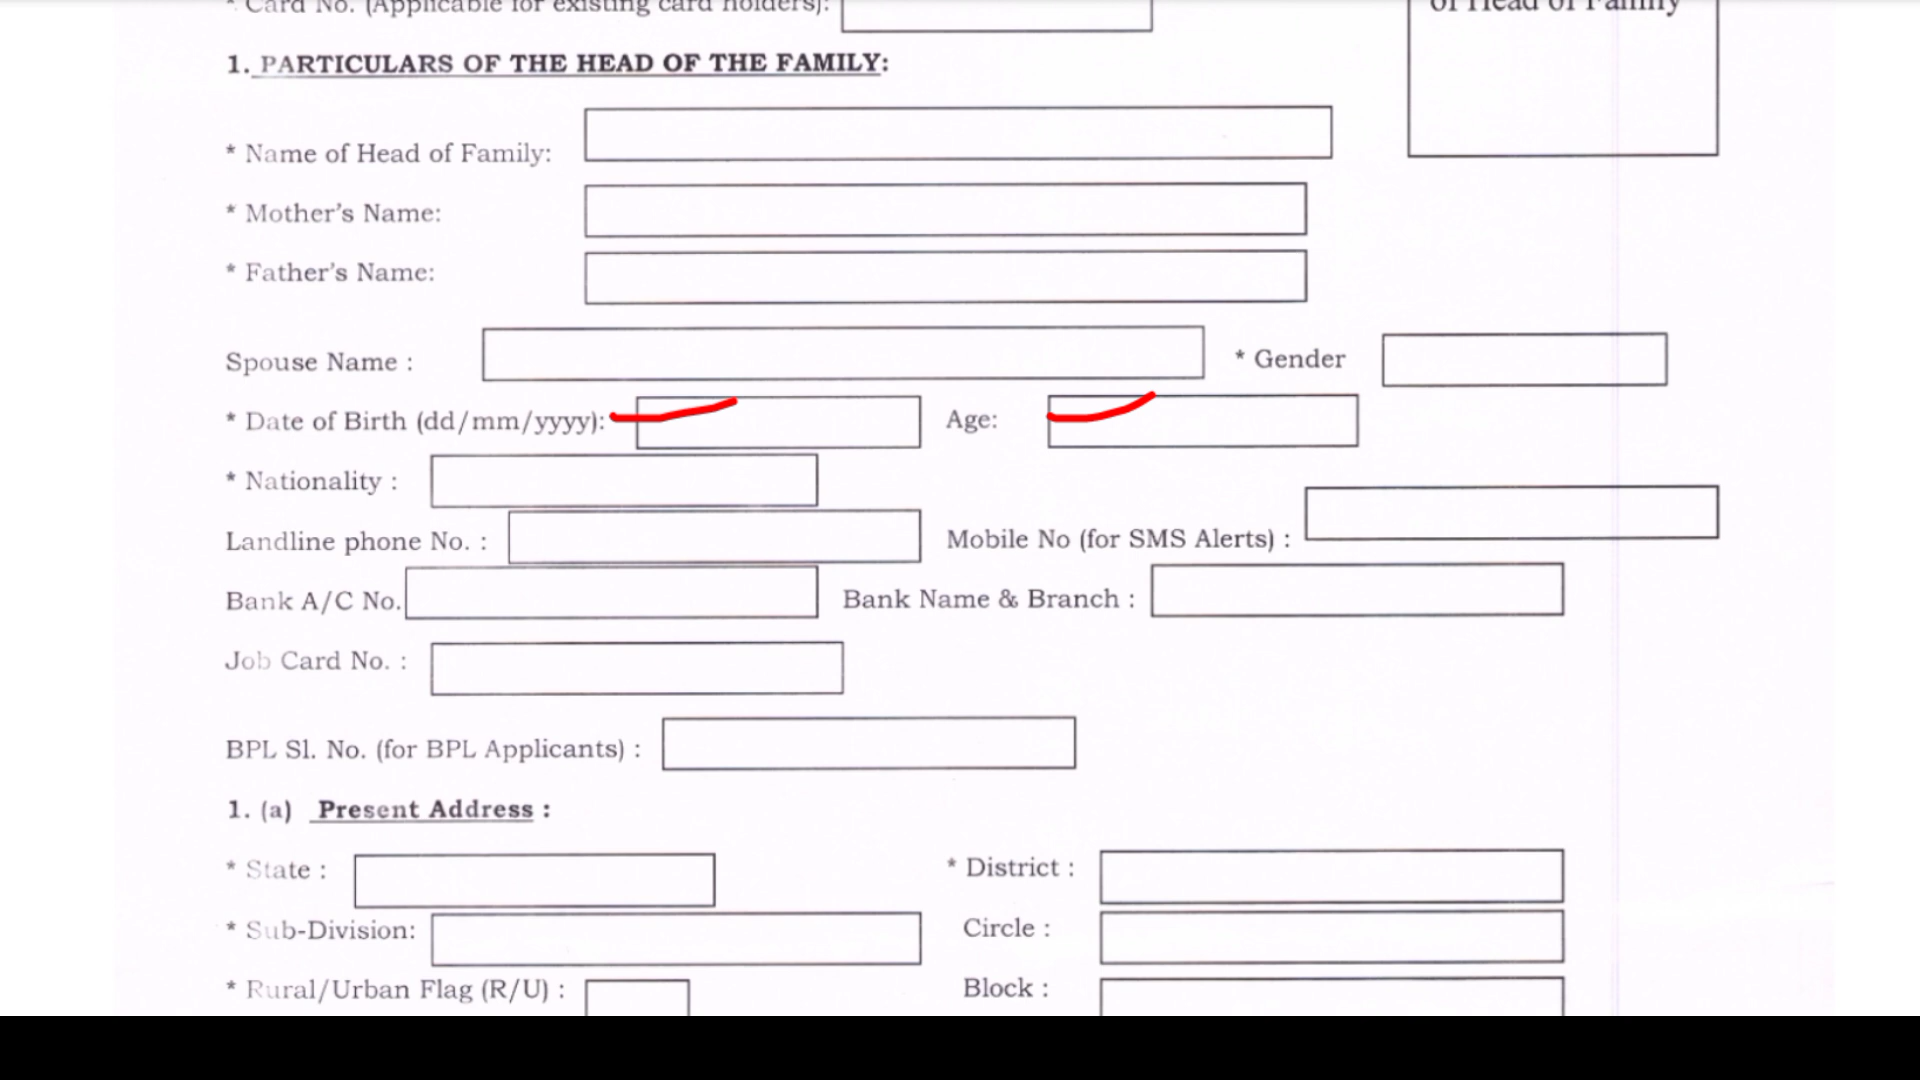 * Card No. (Applicable for existing card holders):
of Head of Family
1. PARTICULARS OF THE HEAD OF THE FAMILY:
* Name of Head of Family:
* Mother's Name:
* Father's Name:
Spouse Name :
* Gender
* Date of Birth (dd/mm/yyyy):
Age:
* Nationality :
Landline phone No. :
Mobile No (for SMS Alerts) :
Bank A/C No.
Bank Name & Branch :
Job Card No. :
BPL Sl. No. (for BPL Applicants) :
1. (a) Present Address :
* State :
* District :
* Sub-Division:
Circle :
* Rural/Urban Flag (R/U) :
Block :